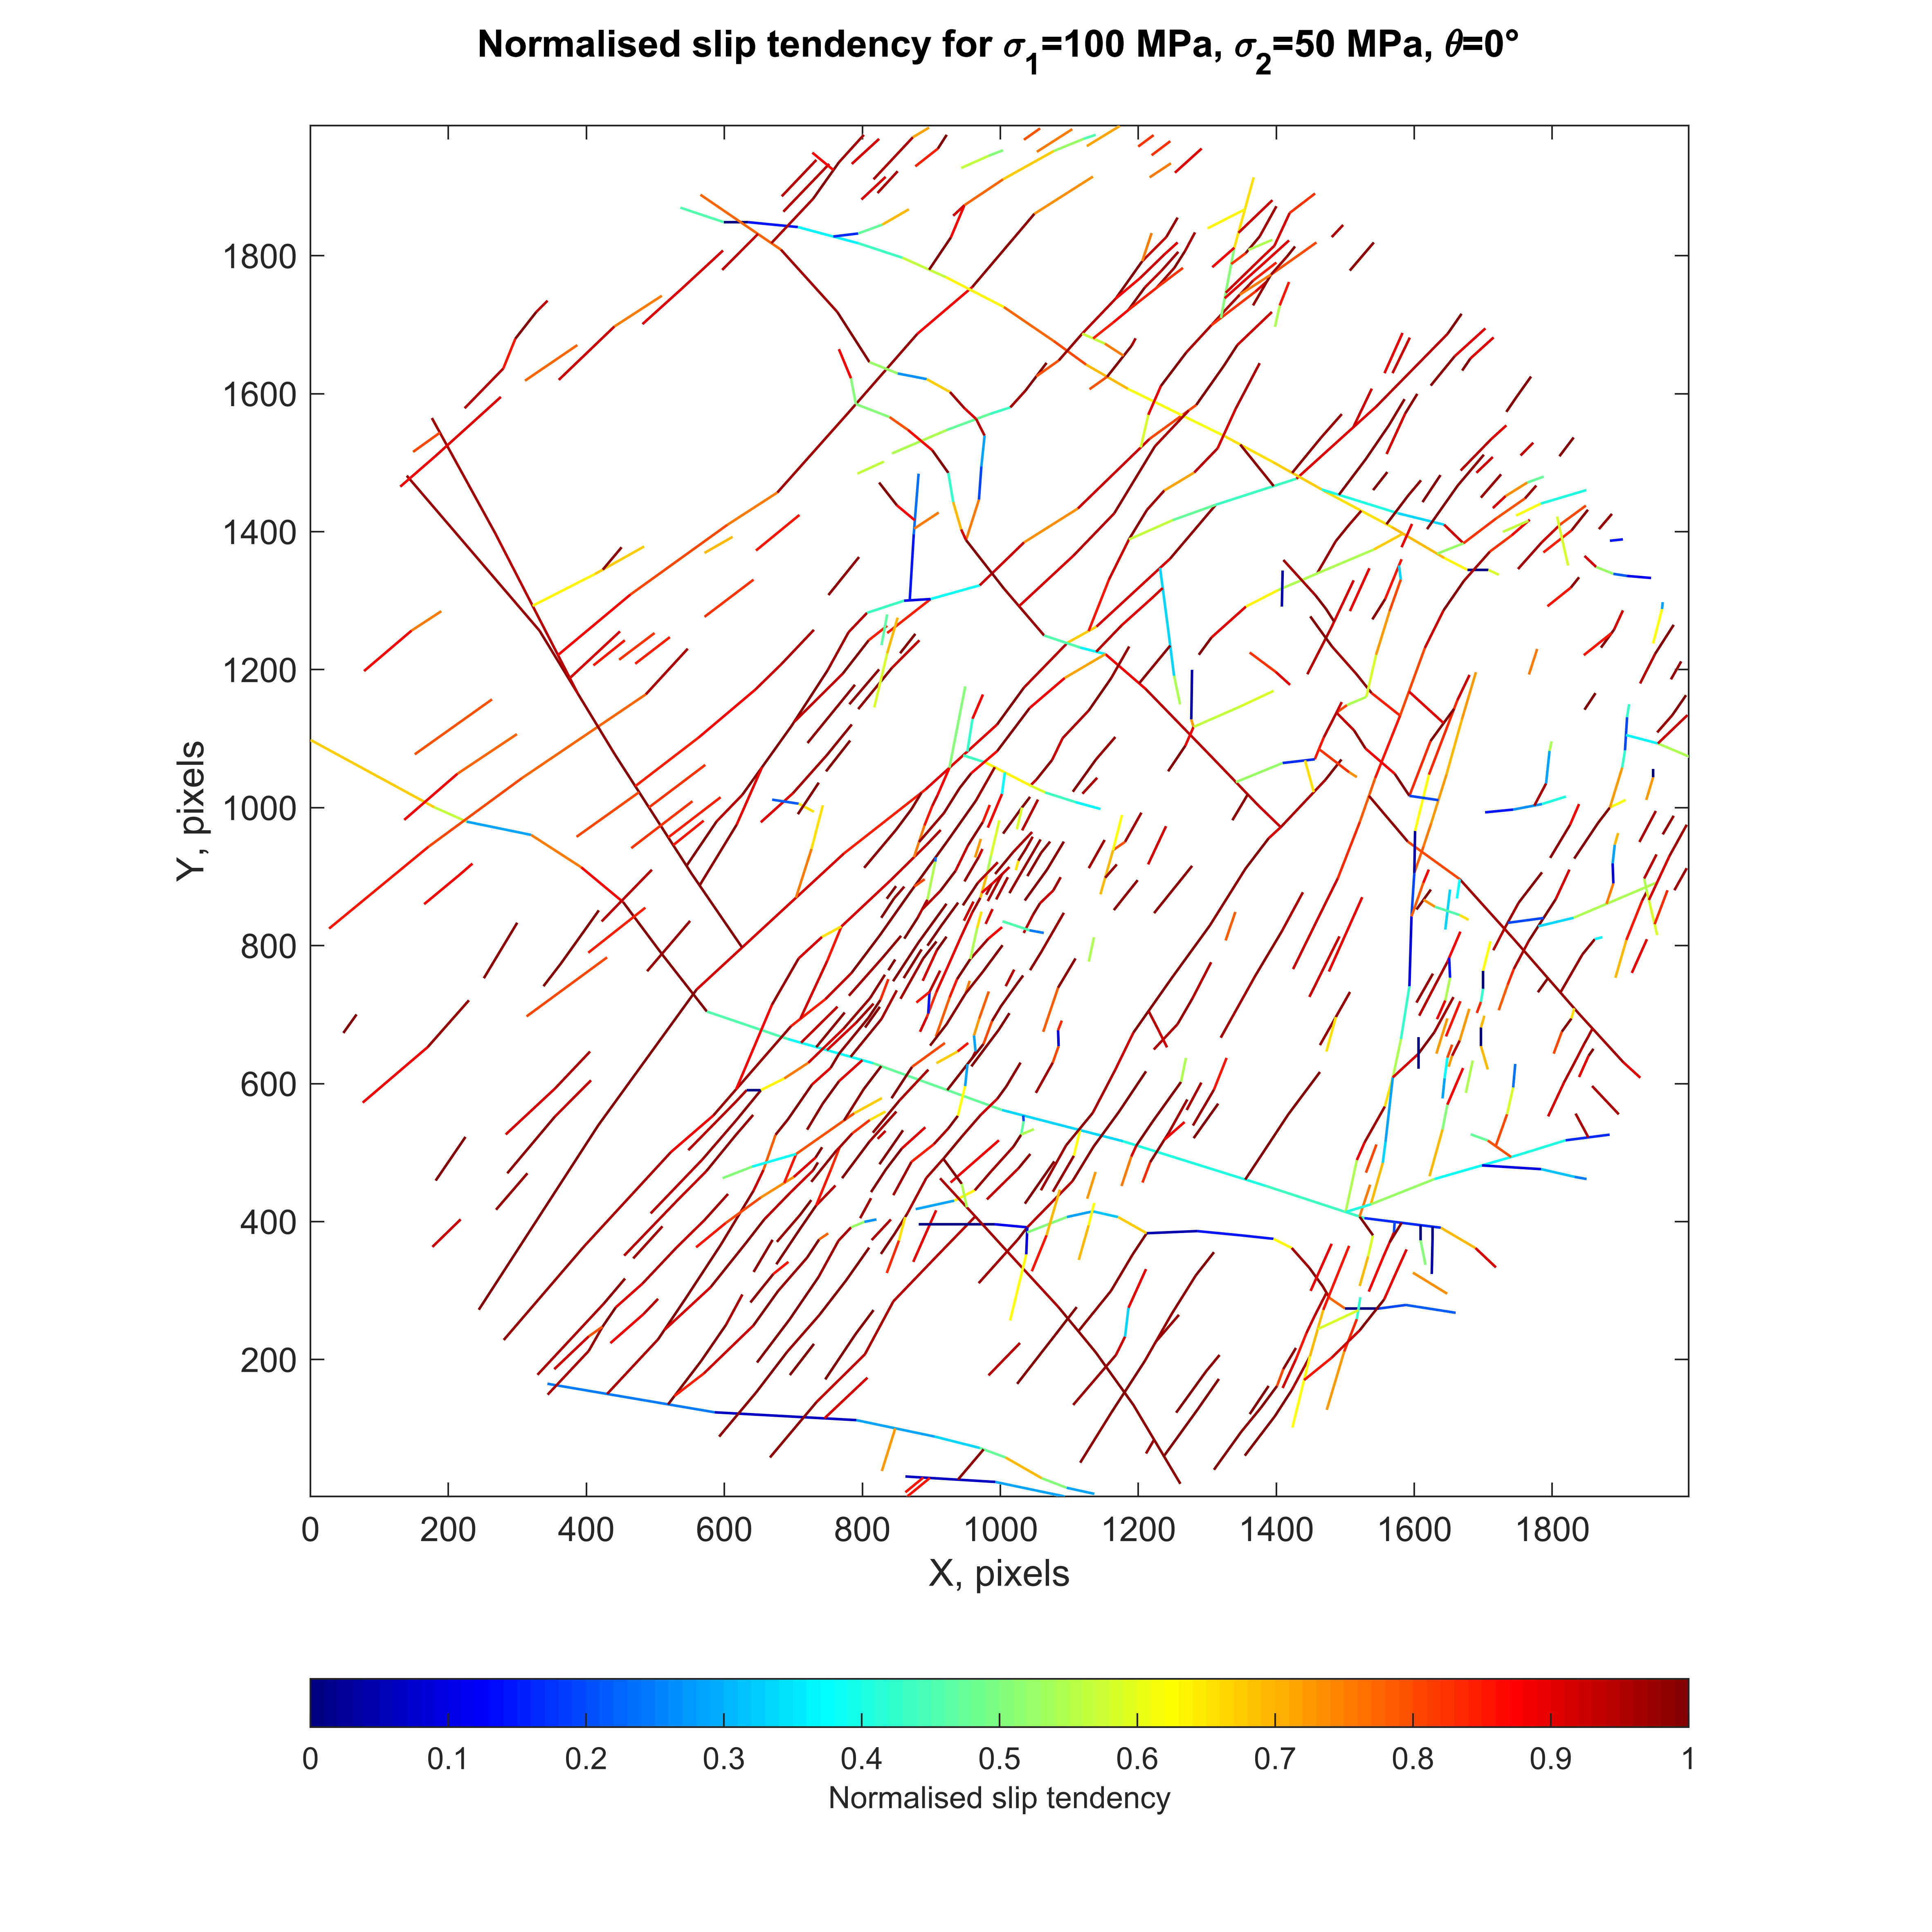 Normalised slip tendency for σ1=100 MPa, σ2=50 MPa, θ=0°
1800
1600
1400
1200
1000
800
600
400
200
Y, pixels
0 200 400 600 800 1000 1200 1400 1600 1800
X, pixels
0 0.1 0.2 0.3 0.4 0.5 0.6 0.7 0.8 0.9 1
Normalised slip tendency